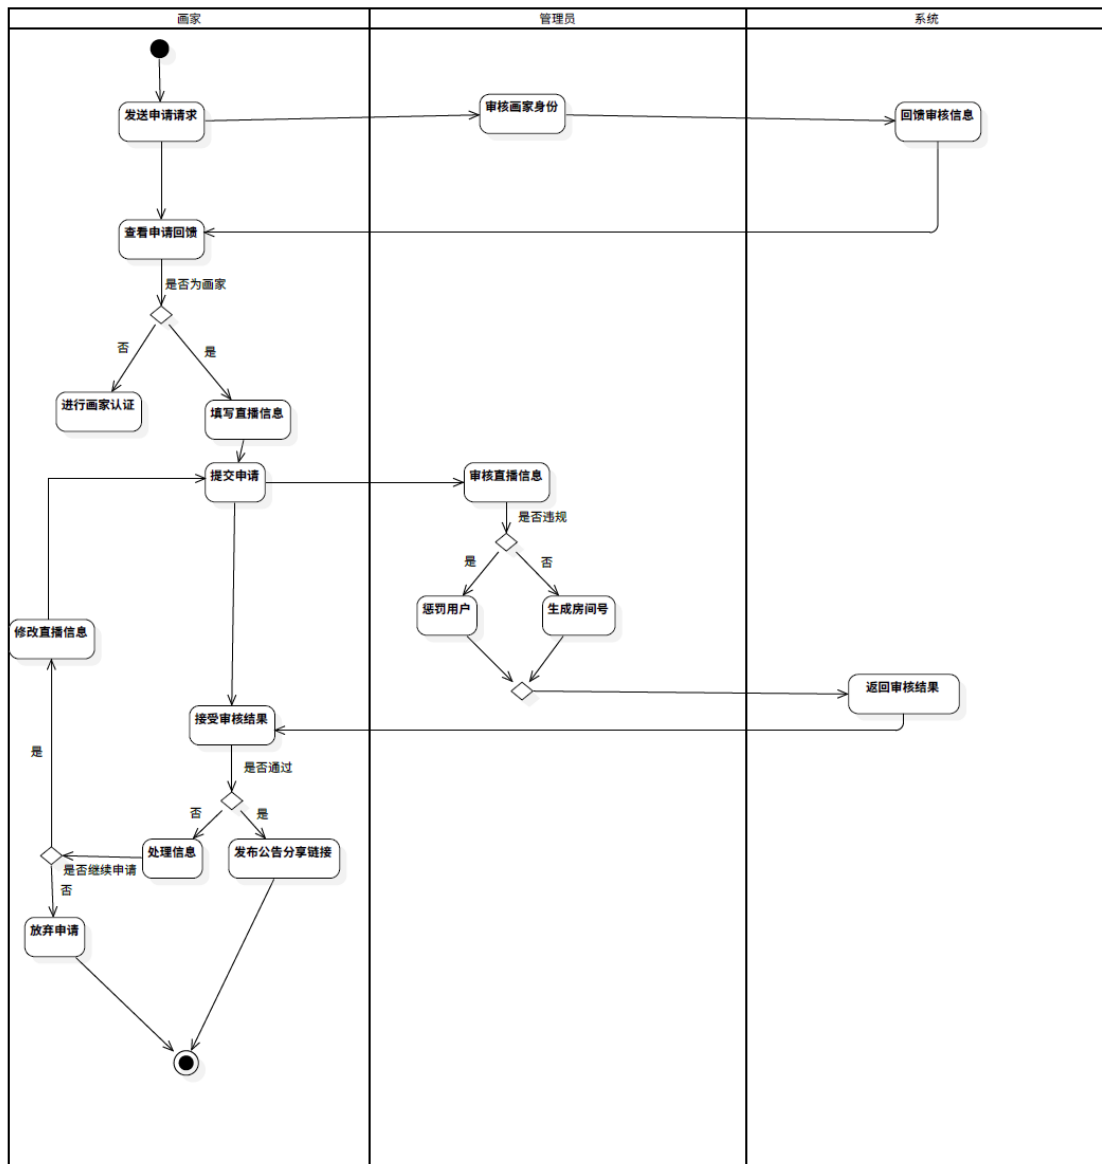 画家
管理员
系统
发送申请请求
审核画家身份
回馈审核信息
查看申请回馈
是否为画家
否
是
进行画家认证
填写直播信息
提交申请
审核直播信息
是否违规
是
否
惩罚用户
生成房间号
修改直播信息
返回审核结果
接受审核结果
是
是否通过
否
是
处理信息
发布公告分享链接
是否继续申请
否
放弃申请